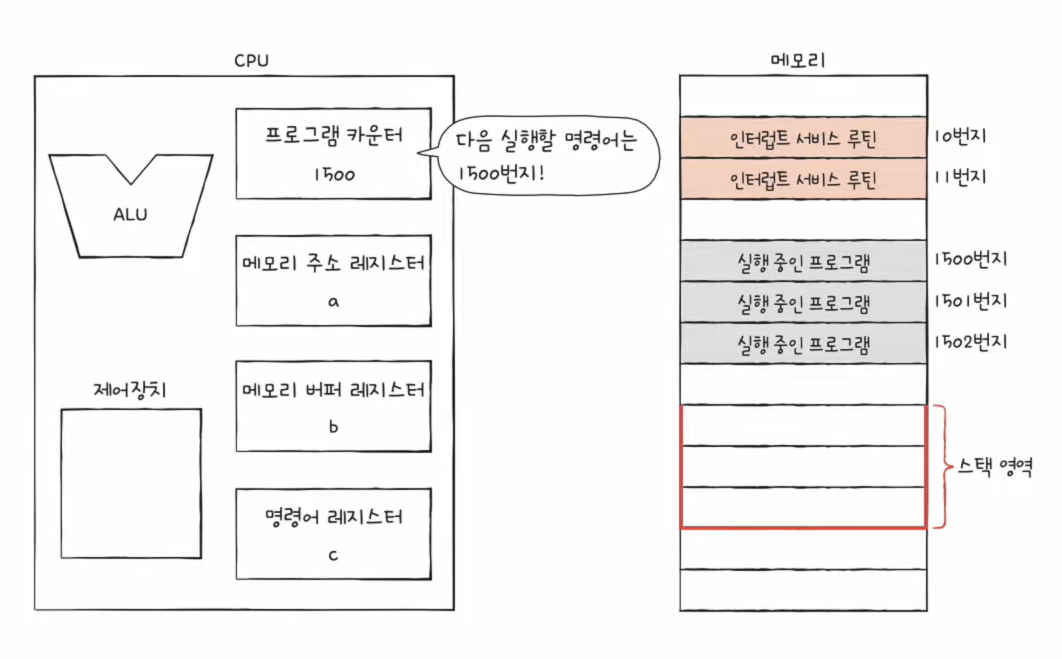 CPU
프로그램 카운터
1500
다음 실행할 명령어는
1500번지!
ALU
메모리 주소 레지스터
a
제어장치
메모리 버퍼 레지스터
b
명령어 레지스터
c
메모리
인터럽트 서비스 루틴 10번지
인터럽트 서비스 루틴 11번지
실행 중인 프로그램 1500번지
실행 중인 프로그램 1501번지
실행 중인 프로그램 1502번지
스택 영역